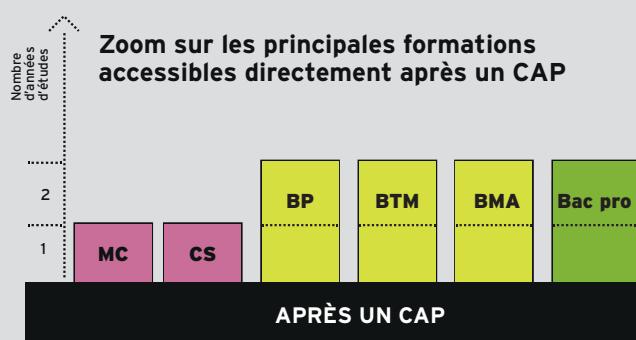 Nombre
d'années
d'études
Zoom sur les principales formations
accessibles directement après un CAP
2
1
MC
CS
BP
BTM
BMA
Bac pro
APRÈS UN CAP